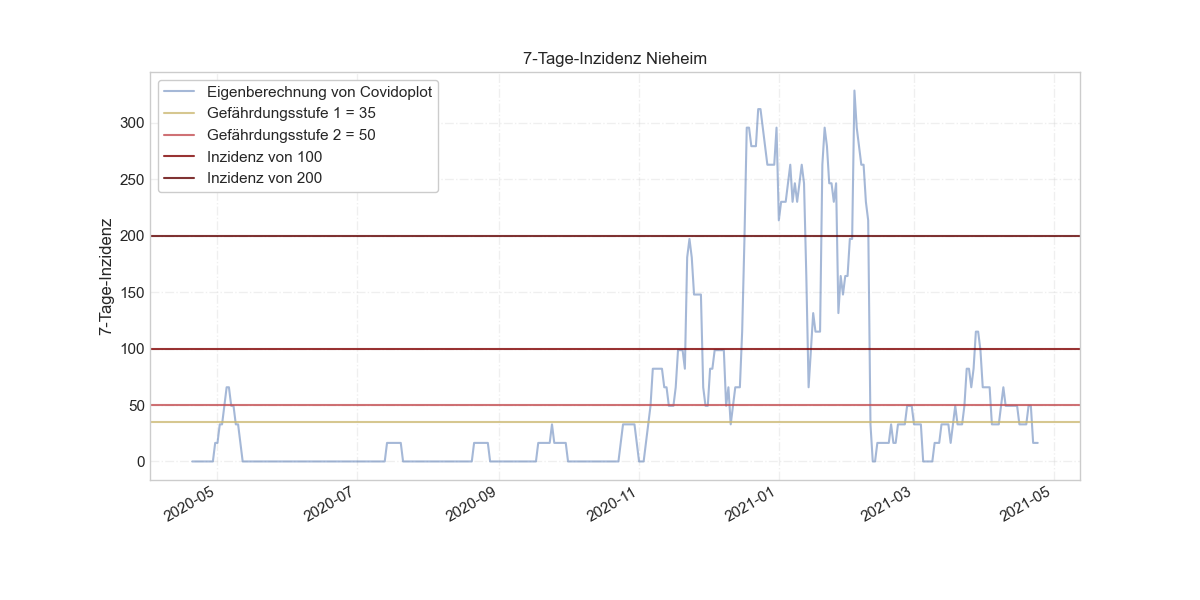 7-Tage-Inzidenz Nieheim
Eigenberechnung von Covidoplot
Gefährdungsstufe 1 = 35
Gefährdungsstufe 2 = 50
Inzidenz von 100
Inzidenz von 200
7-Tage-Inzidenz
300
250
200
150
100
50
0
2020-05
2020-07
2020-09
2020-11
2021-01
2021-03
2021-05